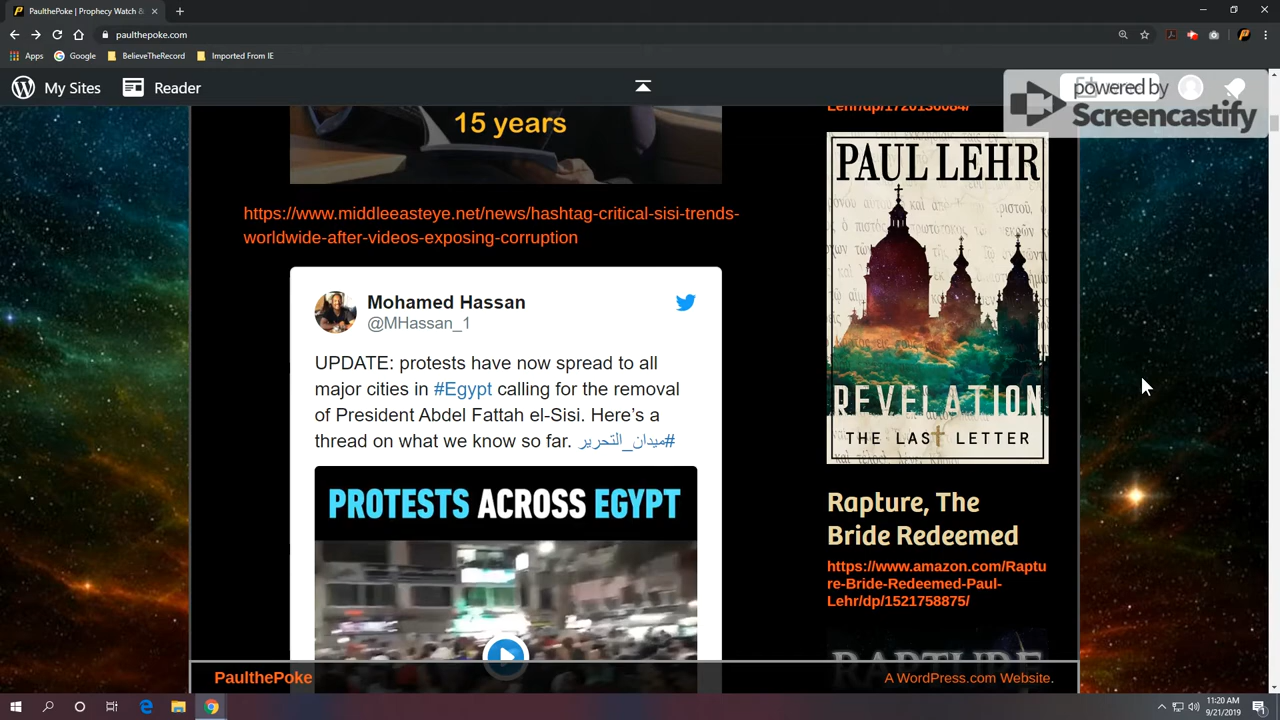 PaulthePoke | Prophecy Watch &
paulthepoke.com
Apps
Google
BelieveTheRecord
Imported From IE
My Sites
Reader
powered by
Screencastify
15 years
https://www.middleeasteye.net/news/hashtag-critical-sisi-trends-
worldwide-after-videos-exposing-corruption
Mohamed Hassan
@MHassan_1
UPDATE: protests have now spread to all
major cities in #Egypt calling for the removal
of President Abdel Fattah el-Sisi. Here’s a
thread on what we know so far. #ميدان_التحرير
PROTESTS ACROSS EGYPT
Lehr/dp/1720130084/
PAUL LEHR
REVELATION
THE LAST LETTER
Rapture, The
Bride Redeemed
https://www.amazon.com/Raptu
re-Bride-Redeemed-Paul-
Lehr/dp/1521758875/
RAPTURE
PaulthePoke
A WordPress.com Website.
11:20 AM
9/21/2019